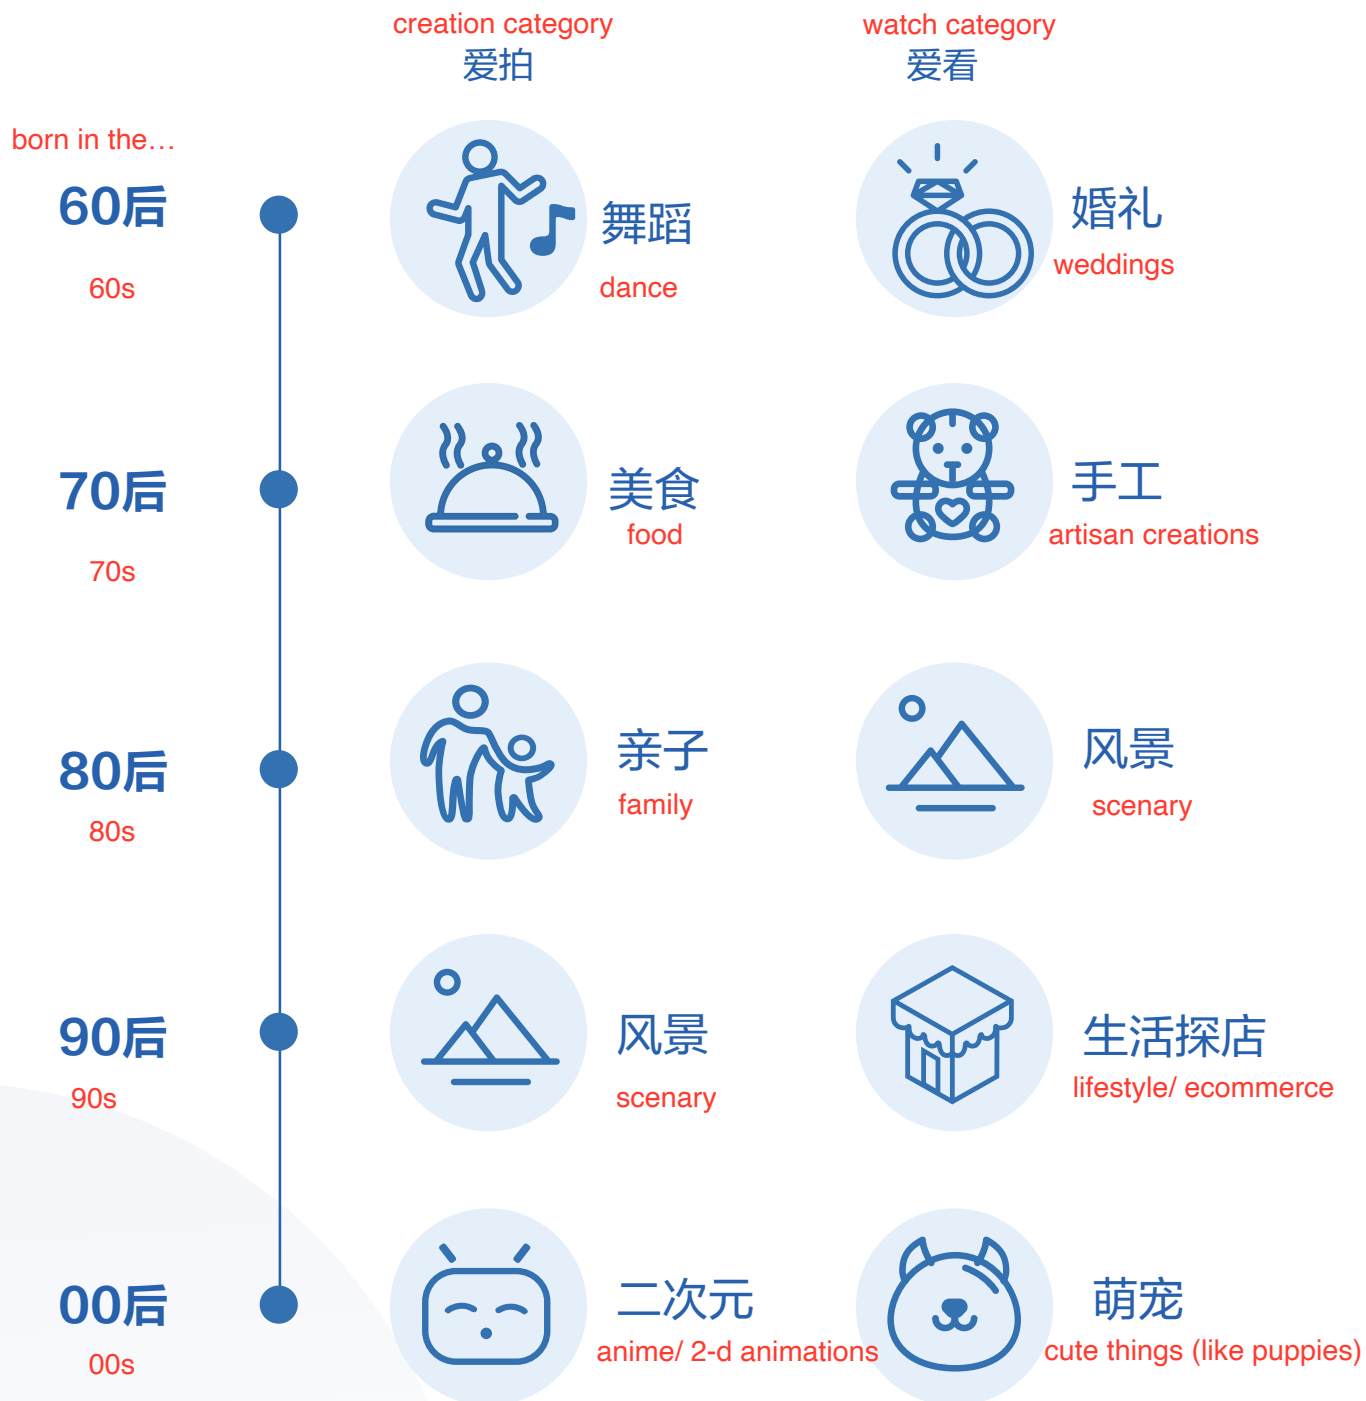 creation category
watch category
爱拍
爱看
born in the…
60后
舞蹈
婚礼
60s
dance
weddings
70后
美食
手工
70s
food
artisan creations
80后
亲子
风景
80s
family
scenary
90后
风景
生活探店
90s
scenary
lifestyle/ ecommerce
00后
二次元
萌宠
00s
anime/ 2-d animations
cute things (like puppies)